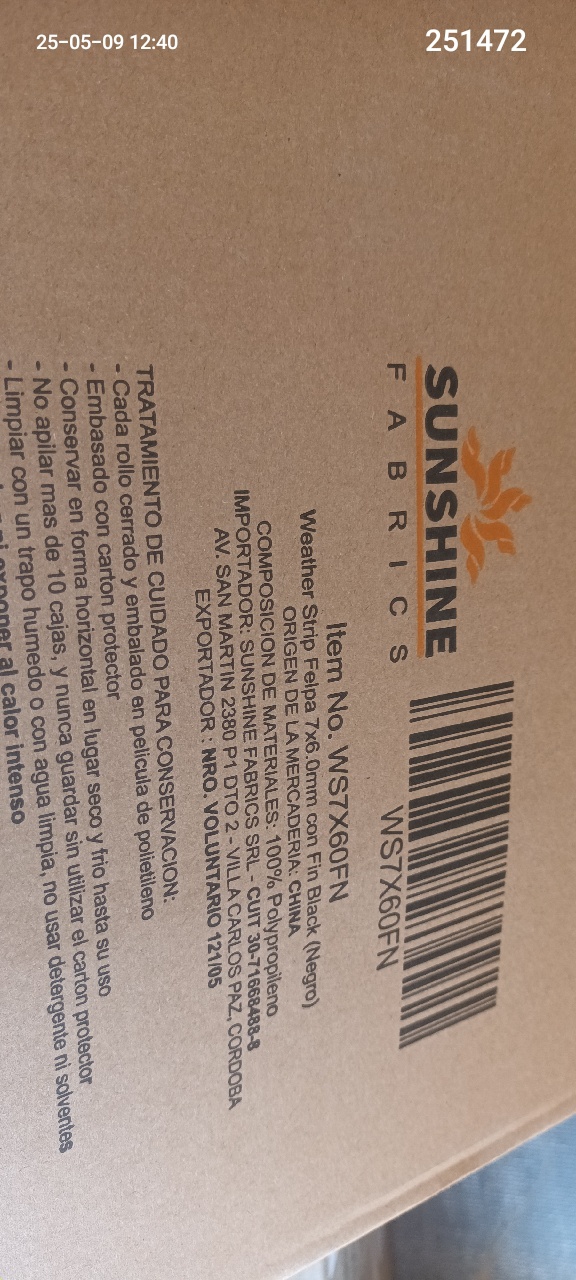 25-05-09 12:40
251472
SUNSHINE
FABRICS
WS7X60FN
Item No. WS7X60FN
Weather Strip Felpa 7x6.0mm con Fin Black (Negro)
ORIGEN DE LA MERCADERIA: CHINA
COMPOSICION DE MATERIALES: 100% Polypropileno
IMPORTADOR: SUNSHINE FABRICS SRL - CUIT 30-71668488-8
AV. SAN MARTIN 2380 P1 DTO 2 - VILLA CARLOS PAZ, CORDOBA
EXPORTADOR : NRO. VOLUNTARIO 121/05
TRATAMIENTO DE CUIDADO PARA CONSERVACION:
- Cada rollo cerrado y embalado en pelicula de polietileno
- Embasado con carton protector
- Conservar en forma horizontal en lugar seco y frio hasta su uso
- No apilar mas de 10 cajas, y nunca guardar sin utilizar el carton protector
- Limpiar con un trapo humedo o con agua limpia, no usar detergente ni solventes
ni exponer al calor intenso